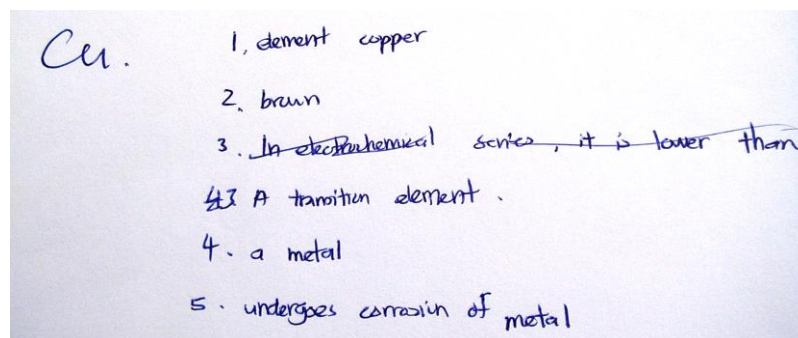 Cu.
1, element copper
2. brown
3. In electrochemical series, it is lower than
3 A transition element.
4. a metal
5. undergoes corrosion of metal